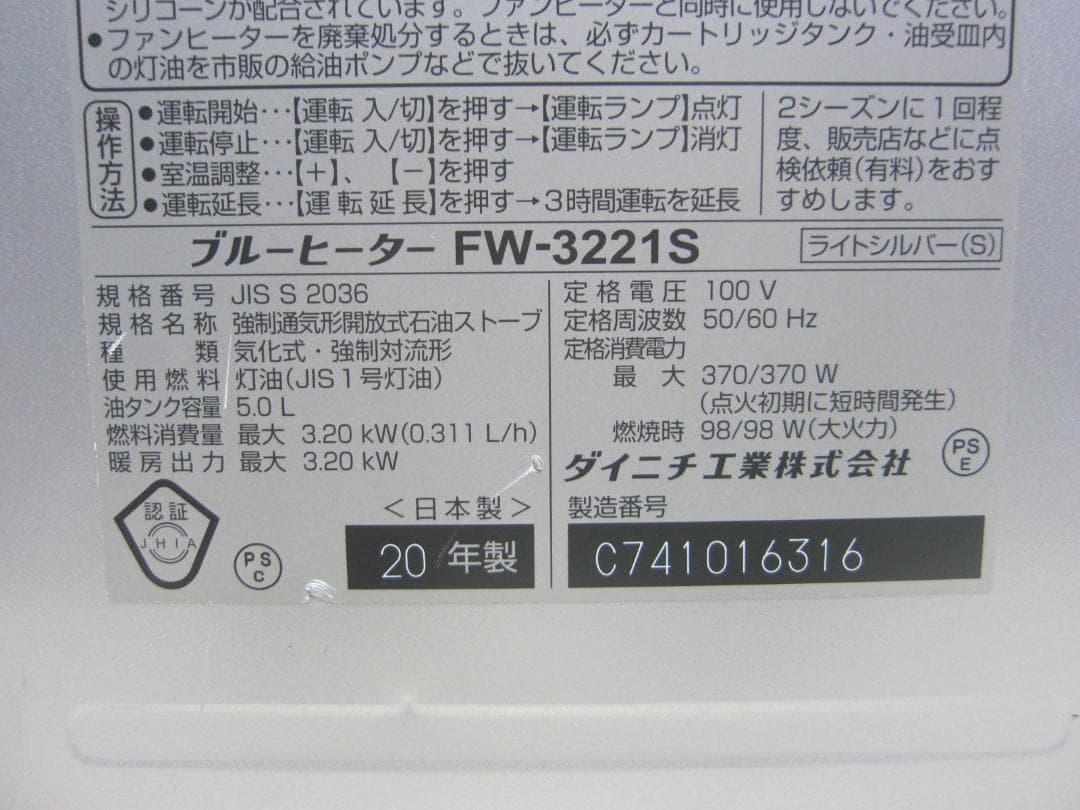 シリコーンが配合されています。ファンヒーターと同時に使用しないでください。
●ファンヒーターを廃棄処分するときは、必ずカートリッジタンク・油受皿内
の灯油を市販の給油ポンプなどで抜いてください。
操作方法
●運転開始…【運転 入/切】を押す→【運転ランプ】点灯
●運転停止…【運転 入/切】を押す→【運転ランプ】消灯
●室温調整…【+】、【−】を押す
●運転延長…【運転延長】を押す→3時間運転を延長
2シーズンに1回程
度、販売店などに点
検依頼(有料)をおす
すめします。
ブルーヒーター FW-3221S
ライトシルバー(S)
規格番号 JIS S 2036
規格名称 強制通気形開放式石油ストーブ
種類 気化式・強制対流形
使用燃料 灯油(JIS1号灯油)
油タンク容量 5.0 L
燃料消費量 最大 3.20 kW(0.311 L/h)
暖房出力 最大 3.20 kW
定格電圧 100 V
定格周波数 50/60 Hz
定格消費電力
最大 370/370 W
(点火初期に短時間発生)
燃焼時 98/98 W(大火力)
ダイニチ工業株式会社
PS
E
認証
JHIA
PS
C
<日本製>
20 年製
製造番号
C741016316